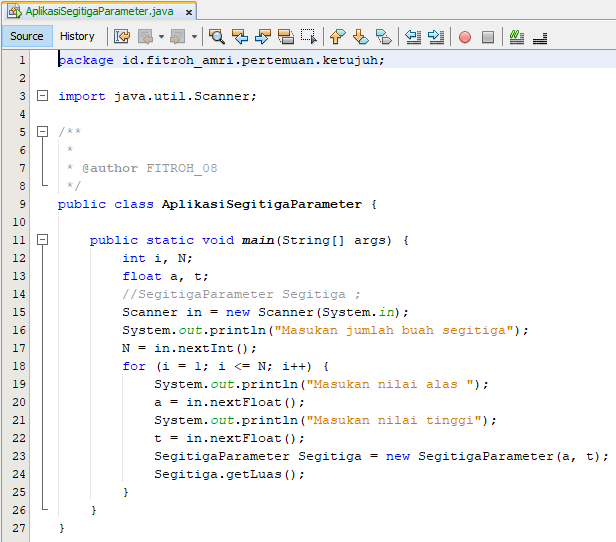 AplikasiSegitigaParameter.java
Source History
1 package id.fitroh_amri.pertemuan.ketujuh;
2
3 import java.util.Scanner;
4
5 /**
6  *
7  * @author FITROH_08
8  */
9 public class AplikasiSegitigaParameter {
10
11     public static void main(String[] args) {
12         int i, N;
13         float a, t;
14         //SegitigaParameter Segitiga ;
15         Scanner in = new Scanner(System.in);
16         System.out.println("Masukan jumlah buah segitiga");
17         N = in.nextInt();
18         for (i = 1; i <= N; i++) {
19             System.out.println("Masukan nilai alas ");
20             a = in.nextFloat();
21             System.out.println("Masukan nilai tinggi");
22             t = in.nextFloat();
23             SegitigaParameter Segitiga = new SegitigaParameter(a, t);
24             Segitiga.getLuas();
25         }
26     }
27 }